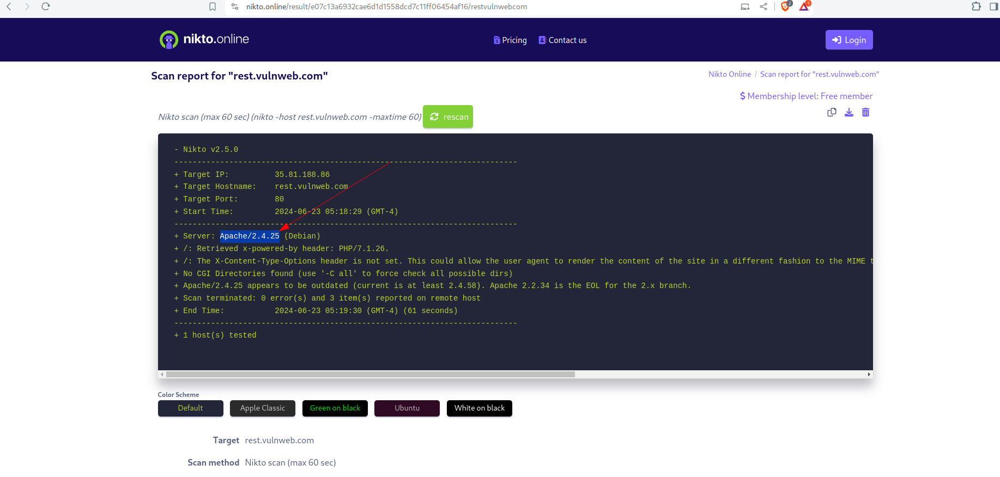 nikto.online/result/e07c13a6932cae6d1d1558dcd7c11ff06454af16/restvulnwebcom
2
1
nikto.online
Pricing
Contact us
Login
Scan report for "rest.vulnweb.com"
Nikto Online / Scan report for "rest.vulnweb.com"
$ Membership level: Free member
Nikto scan (max 60 sec) (nikto -host rest.vulnweb.com -maxtime 60)
rescan
- Nikto v2.5.0
---------------------------------------------------------------------------
+ Target IP:          35.81.188.86
+ Target Hostname:    rest.vulnweb.com
+ Target Port:        80
+ Start Time:         2024-06-23 05:18:29 (GMT-4)
---------------------------------------------------------------------------
+ Server: Apache/2.4.25 (Debian)
+ /: Retrieved x-powered-by header: PHP/7.1.26.
+ /: The X-Content-Type-Options header is not set. This could allow the user agent to render the content of the site in a different fashion to the MIME t
+ No CGI Directories found (use '-C all' to force check all possible dirs)
+ Apache/2.4.25 appears to be outdated (current is at least 2.4.58). Apache 2.2.34 is the EOL for the 2.x branch.
+ Scan terminated: 0 error(s) and 3 item(s) reported on remote host
+ End Time:           2024-06-23 05:19:30 (GMT-4) (61 seconds)
---------------------------------------------------------------------------
+ 1 host(s) tested
Color Scheme
Default
Apple Classic
Green on black
Ubuntu
White on black
Target rest.vulnweb.com
Scan method Nikto scan (max 60 sec)